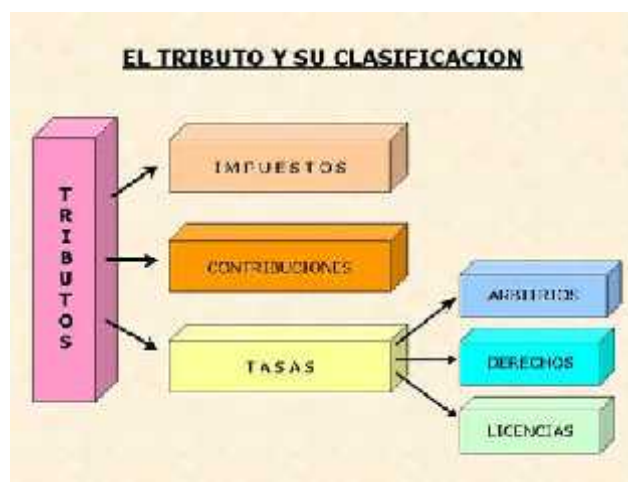 EL TRIBUTO Y SU CLASIFICACION
TRIBUTOS
IMPUESTOS
CONTRIBUCIONES
TASAS
ARBITRIOS
DERECHOS
LICENCIAS